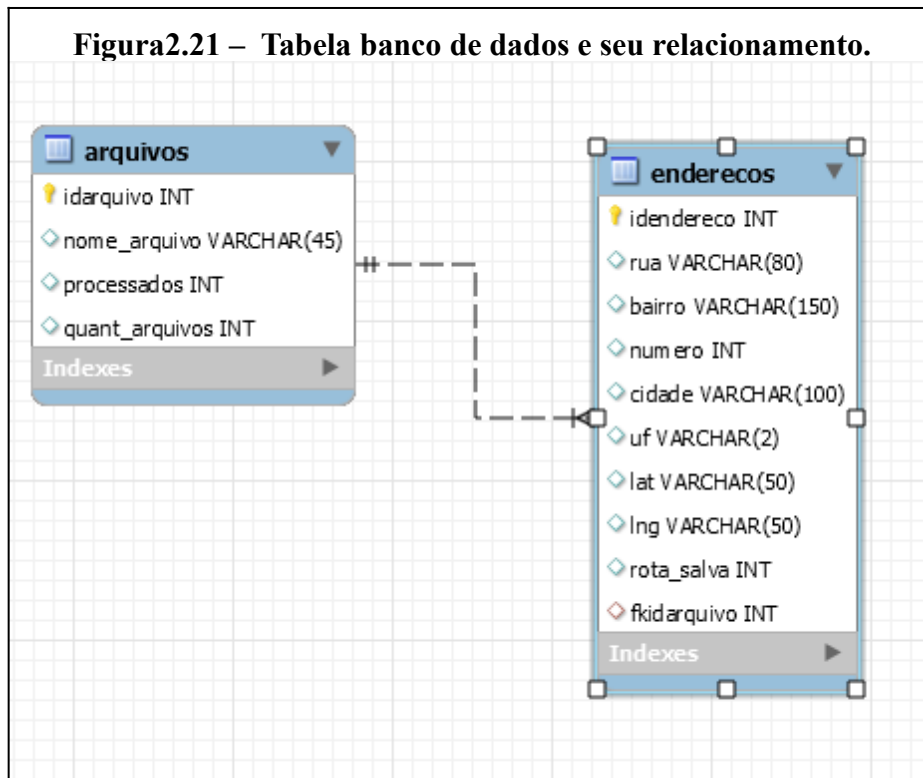 Figura2.21 – Tabela banco de dados e seu relacionamento.
arquivos
idarquivo INT
nome_arquivo VARCHAR(45)
processados INT
quant_arquivos INT
Indexes
enderecos
idendereco INT
rua VARCHAR(80)
bairro VARCHAR(150)
numero INT
cidade VARCHAR(100)
uf VARCHAR(2)
lat VARCHAR(50)
lng VARCHAR(50)
rota_salva INT
fkidarquivo INT
Indexes